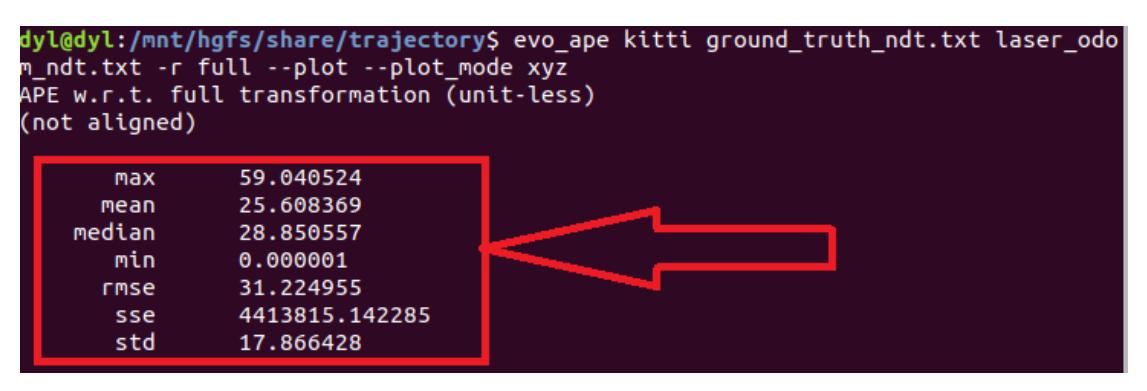 dyl@dyl:/mnt/hgfs/share/trajectory$ evo_ape kitti ground_truth_ndt.txt laser_odo
m_ndt.txt -r full --plot --plot_mode xyz
APE w.r.t. full transformation (unit-less)
(not aligned)
max 59.040524
mean 25.608369
median 28.850557
min 0.000001
rmse 31.224955
sse 4413815.142285
std 17.866428